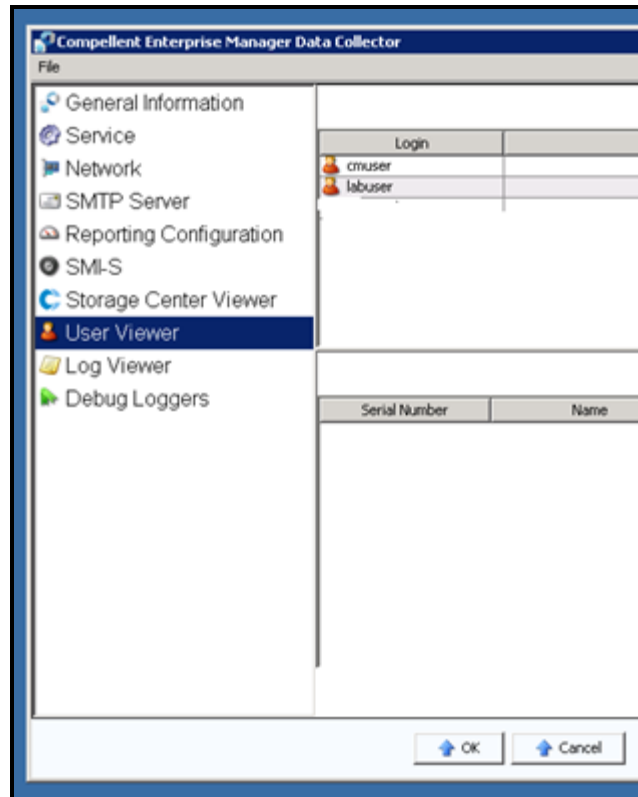 Compellent Enterprise Manager Data Collector
File
General Information
Service
Network
SMTP Server
Reporting Configuration
SMI-S
Storage Center Viewer
User Viewer
Log Viewer
Debug Loggers
Login
cmuser
labuser
Serial Number Name
OK Cancel